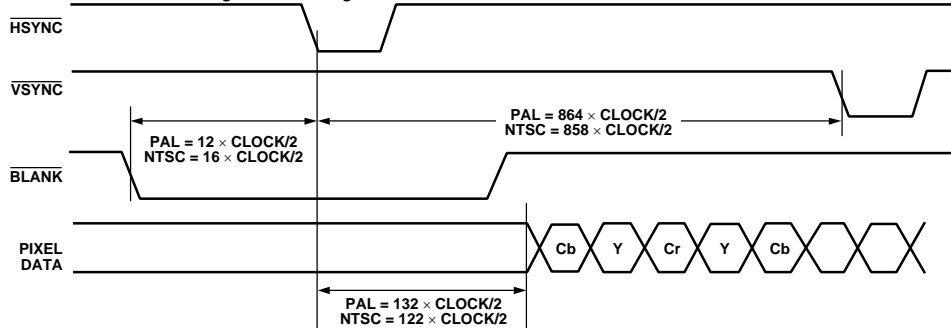 HSYNC
VSYNC
PAL = 864 × CLOCK/2
NTSC = 858 × CLOCK/2
PAL = 12 × CLOCK/2
NTSC = 16 × CLOCK/2
BLANK
PIXEL
DATA
Cb Y Cr Y Cb
PAL = 132 × CLOCK/2
NTSC = 122 × CLOCK/2